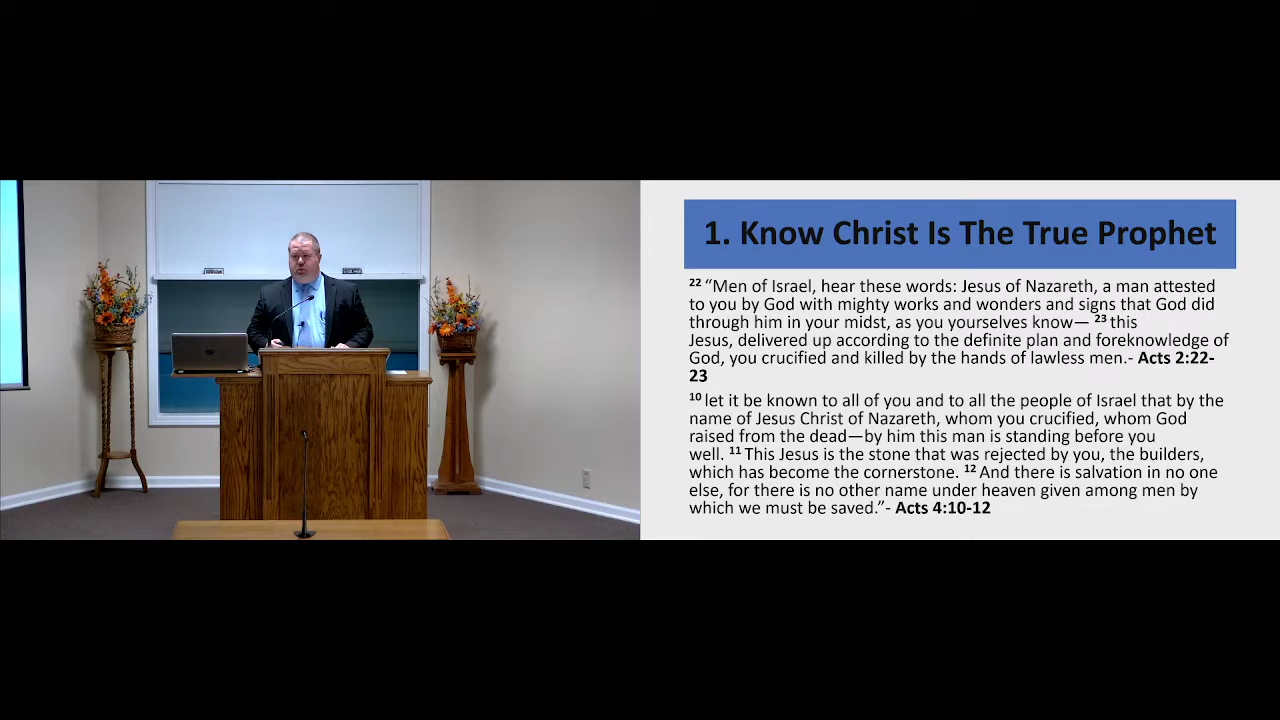 1. Know Christ Is The True Prophet
22 “Men of Israel, hear these words: Jesus of Nazareth, a man attested
to you by God with mighty works and wonders and signs that God did
through him in your midst, as you yourselves know— 23 this
Jesus, delivered up according to the definite plan and foreknowledge of
God, you crucified and killed by the hands of lawless men.- Acts 2:22-
23
10 let it be known to all of you and to all the people of Israel that by the
name of Jesus Christ of Nazareth, whom you crucified, whom God
raised from the dead—by him this man is standing before you
well. 11 This Jesus is the stone that was rejected by you, the builders,
which has become the cornerstone. 12 And there is salvation in no one
else, for there is no other name under heaven given among men by
which we must be saved.”- Acts 4:10-12